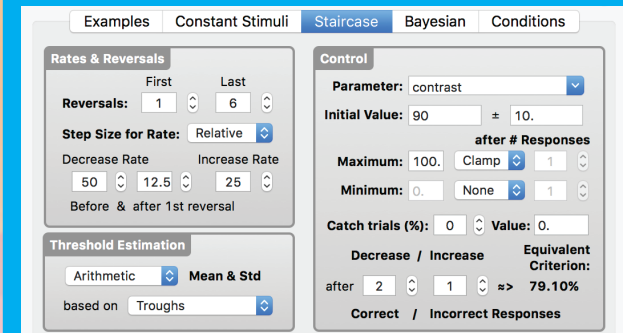 Examples Constant Stimuli Staircase Bayesian Conditions
Rates & Reversals
First Last
Reversals: 1 6
Step Size for Rate: Relative
Decrease Rate Increase Rate
50 12.5 25
Before & after 1st reversal
Threshold Estimation
Arithmetic Mean & Std
based on Troughs
Control
Parameter: contrast
Initial Value: 90 ± 10.
after # Responses
Maximum: 100. Clamp 1
Minimum: 0. None 1
Catch trials (%): 0 Value: 0.
Decrease / Increase Equivalent
Criterion:
after 2 1 ≈> 79.10%
Correct / Incorrect Responses